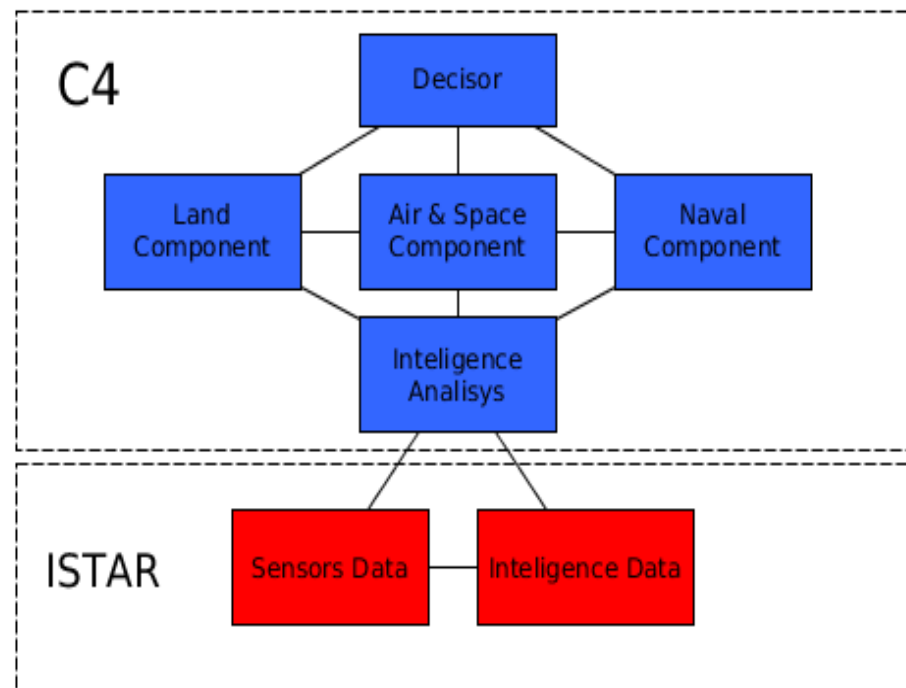 C4
Decisor
Land
Component
Air & Space
Component
Naval
Component
Inteligence
Analisys
ISTAR
Sensors Data
Inteligence Data